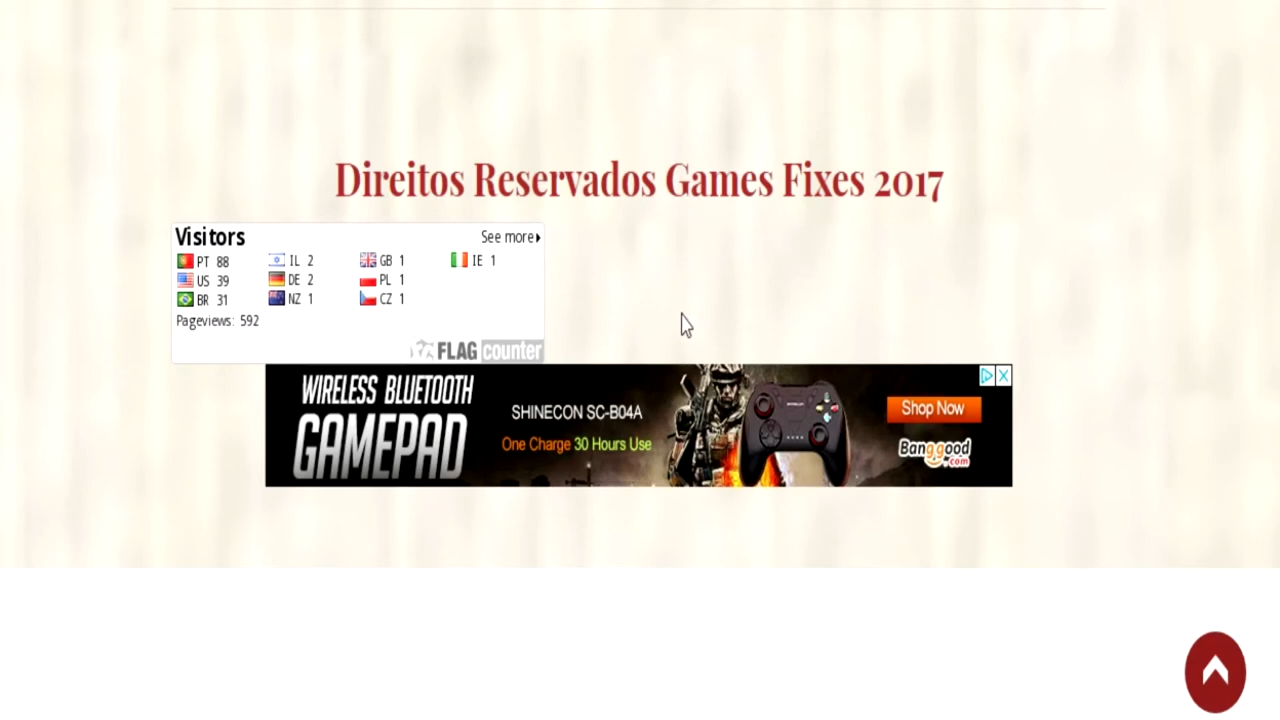 Direitos Reservados Games Fixes 2017
Visitors
See more
PT 88
IL 2
GB 1
IE 1
US 39
DE 2
PL 1
BR 31
NZ 1
CZ 1
Pageviews: 592
FLAG counter
WIRELESS BLUETOOTH
GAMEPAD
SHINECON SC-B04A
One Charge 30 Hours Use
Shop Now
Banggood
.com